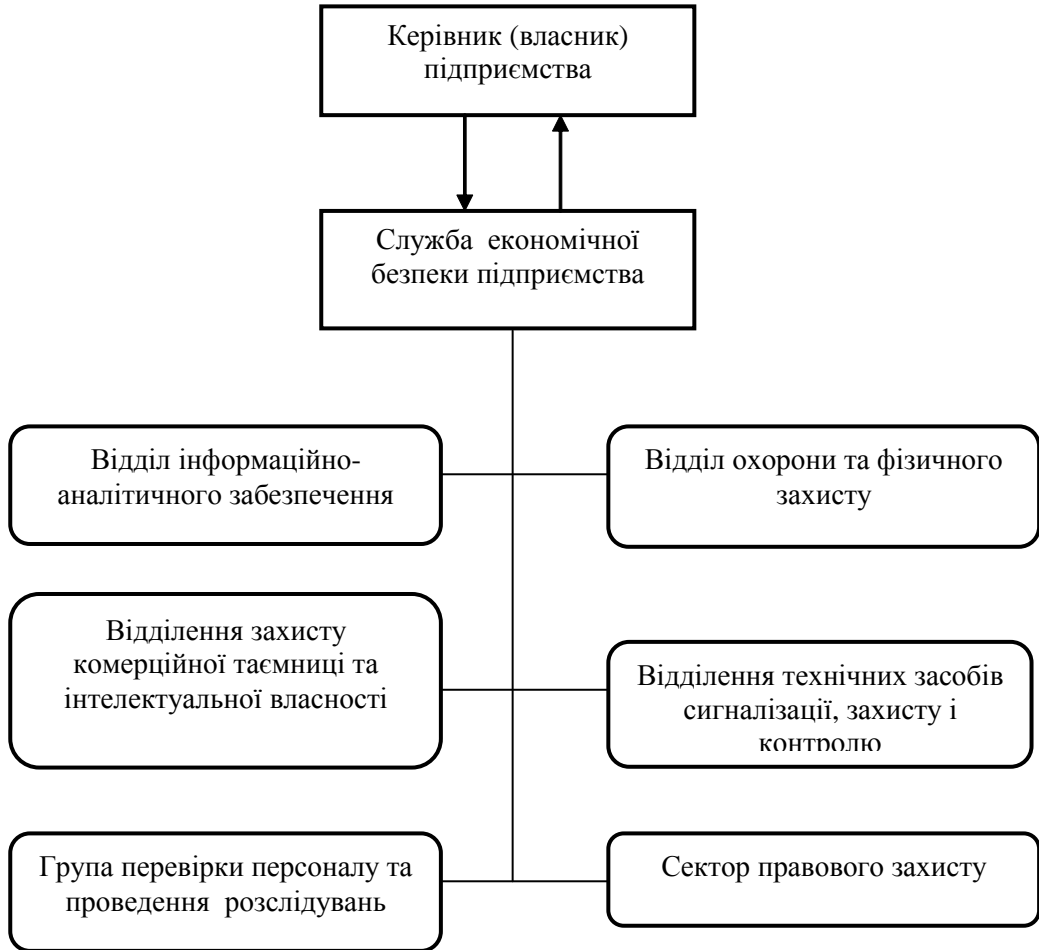 Керівник (власник)
підприємства
Служба економічної
безпеки підприємства
Відділ інформаційно-
аналітичного забезпечення
Відділ охорони та фізичного
захисту
Відділення захисту
комерційної таємниці та
інтелектуальної власності
Відділення технічних засобів
сигналізації, захисту і
контролю
Група перевірки персоналу та
проведення розслідувань
Сектор правового захисту